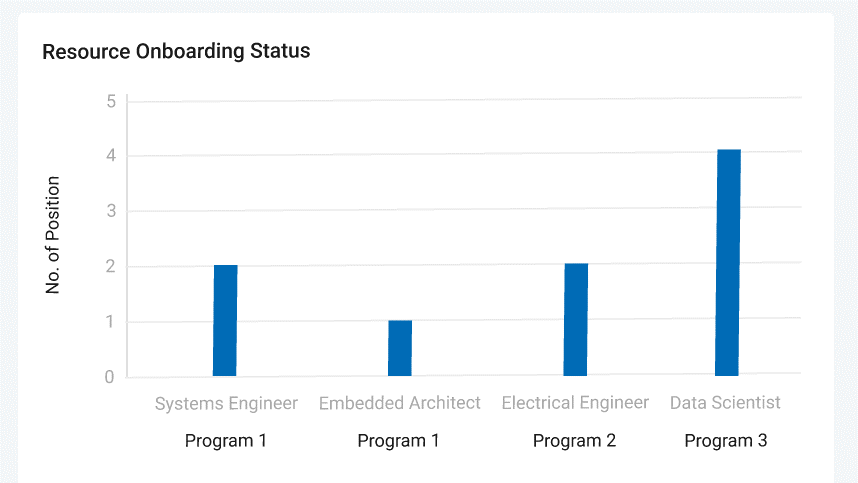 Resource Onboarding Status
No. of Position
5
4
3
2
1
0
Systems Engineer Embedded Architect Electrical Engineer Data Scientist
Program 1 Program 1 Program 2 Program 3